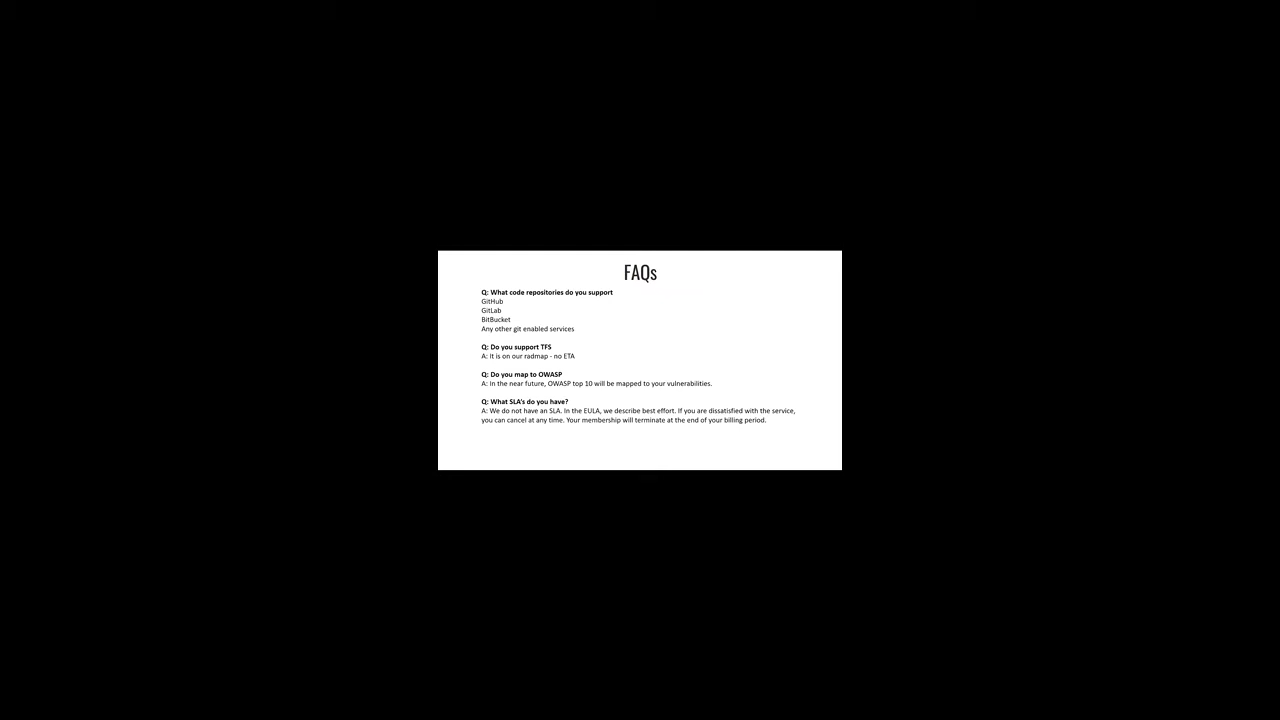 FAQs
Q: What code repositories do you support
GitHub
GitLab
BitBucket
Any other git enabled services
Q: Do you support TFS
A: It is on our radmap - no ETA
Q: Do you map to OWASP
A: In the near future, OWASP top 10 will be mapped to your vulnerabilities.
Q: What SLA's do you have?
A: We do not have an SLA. In the EULA, we describe best effort. If you are dissatisfied with the service,
you can cancel at any time. Your membership will terminate at the end of your billing period.